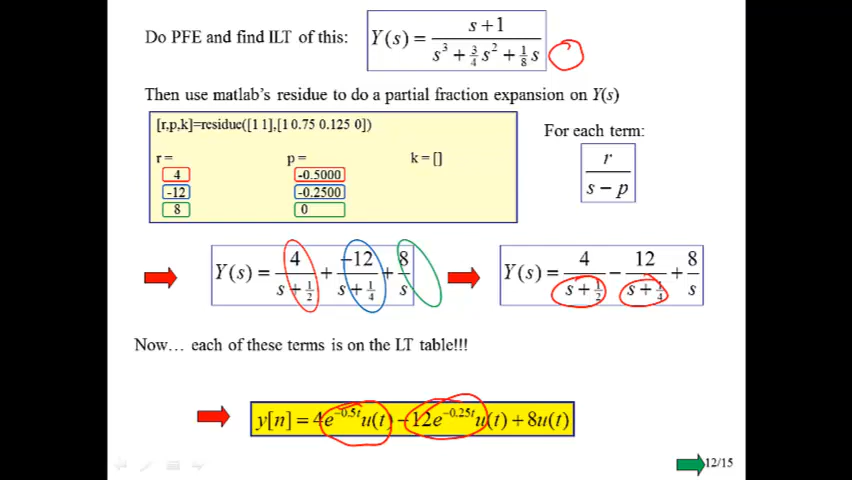 Do PFE and find ILT of this: Y(s) = (s+1)/(s³ + ¾s² + ⅛s)
Then use matlab's residue to do a partial fraction expansion on Y(s)
[r,p,k]=residue([1 1],[1 0.75 0.125 0])
r = p = k = []
4 -0.5000
-12 -0.2500
8 0
For each term:
r/(s − p)
Y(s) = 4/(s + ½) + −12/(s + ¼) + 8/s
Y(s) = 4/(s + ½) − 12/(s + ¼) + 8/s
Now… each of these terms is on the LT table!!!
y[n] = 4e^{−0.5t}u(t) − 12e^{−0.25t}u(t) + 8u(t)
12/15